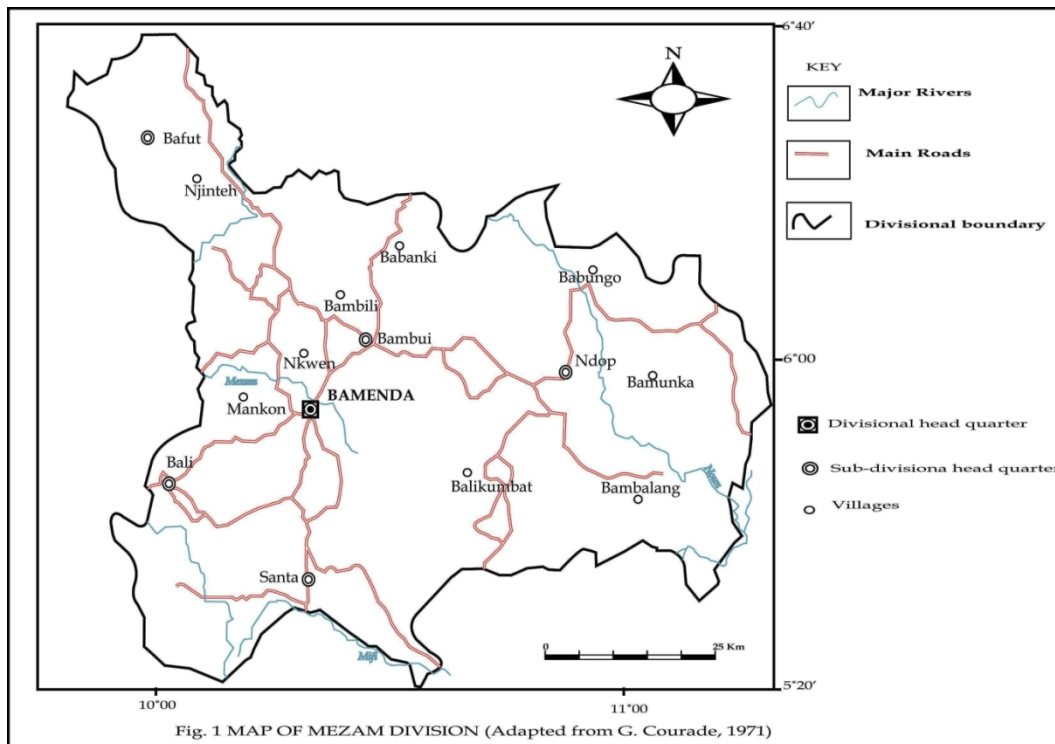 6°40'
N
KEY
Major Rivers
Main Roads
Divisional boundary
Bafut
Njinteh
Babanki
Babungo
Bambili
Bambui
Nkwen
Ndop
6°00
Bamunka
Mezam
BAMENDA
Mankon
Divisional head quarter
Bali
Sub-divisiona head quarter
Balikumbat
Bambalang
Noun
Villages
Santa
Mifi
0
25 Km
5°20'
10°00
11°00
Fig. 1 MAP OF MEZAM DIVISION (Adapted from G. Courade, 1971)